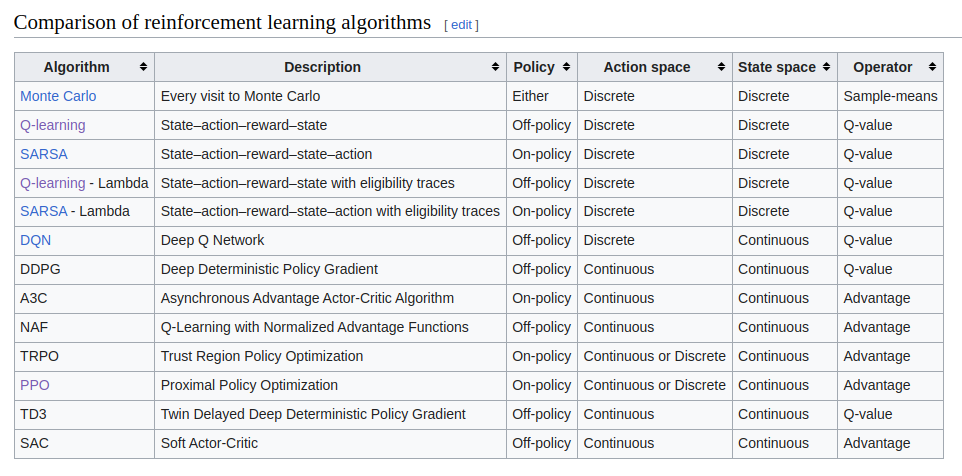 Comparison of reinforcement learning algorithms [ edit ]
Algorithm Description Policy Action space State space Operator
Monte Carlo Every visit to Monte Carlo Either Discrete Discrete Sample-means
Q-learning State–action–reward–state Off-policy Discrete Discrete Q-value
SARSA State–action–reward–state–action On-policy Discrete Discrete Q-value
Q-learning - Lambda State–action–reward–state with eligibility traces Off-policy Discrete Discrete Q-value
SARSA - Lambda State–action–reward–state–action with eligibility traces On-policy Discrete Discrete Q-value
DQN Deep Q Network Off-policy Discrete Continuous Q-value
DDPG Deep Deterministic Policy Gradient Off-policy Continuous Continuous Q-value
A3C Asynchronous Advantage Actor-Critic Algorithm On-policy Continuous Continuous Advantage
NAF Q-Learning with Normalized Advantage Functions Off-policy Continuous Continuous Advantage
TRPO Trust Region Policy Optimization On-policy Continuous or Discrete Continuous Advantage
PPO Proximal Policy Optimization On-policy Continuous or Discrete Continuous Advantage
TD3 Twin Delayed Deep Deterministic Policy Gradient Off-policy Continuous Continuous Q-value
SAC Soft Actor-Critic Off-policy Continuous Continuous Advantage